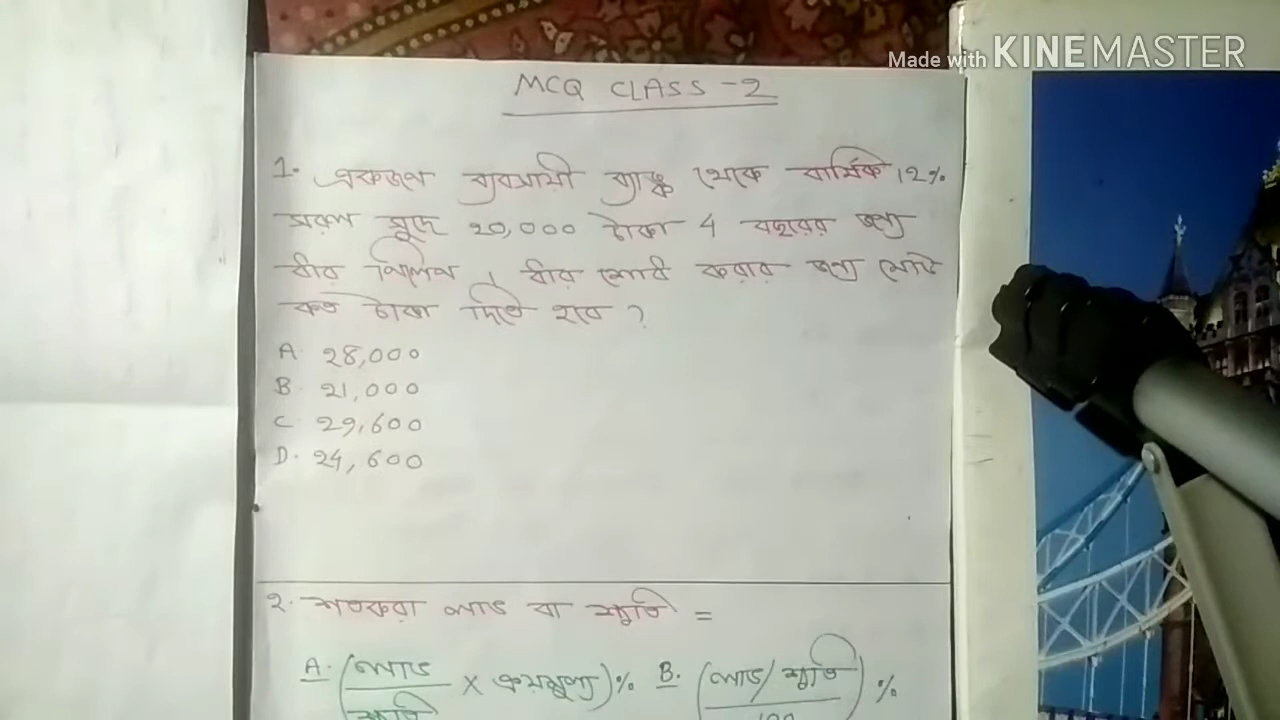 Made with KINEMASTER
MCQ CLASS - 2
1. একজন ব্যবসায়ী ব্যাঙ্ক থেকে বার্ষিক 12%
সরল সুদে 20,000 টাকা 4 বছরের জন্য
ধার নিলেন । ধার শোধ করার জন্য মোট
কত টাকা দিতে হবে ?
A. 28,000
B. 21,000
C. 29,600
D. 24,600
2. শতকরা লাভ বা ক্ষতি =
A. (লাভ/ক্ষতি × ক্রয়মূল্য)% B. (লাভ/ক্ষতি / 100) %